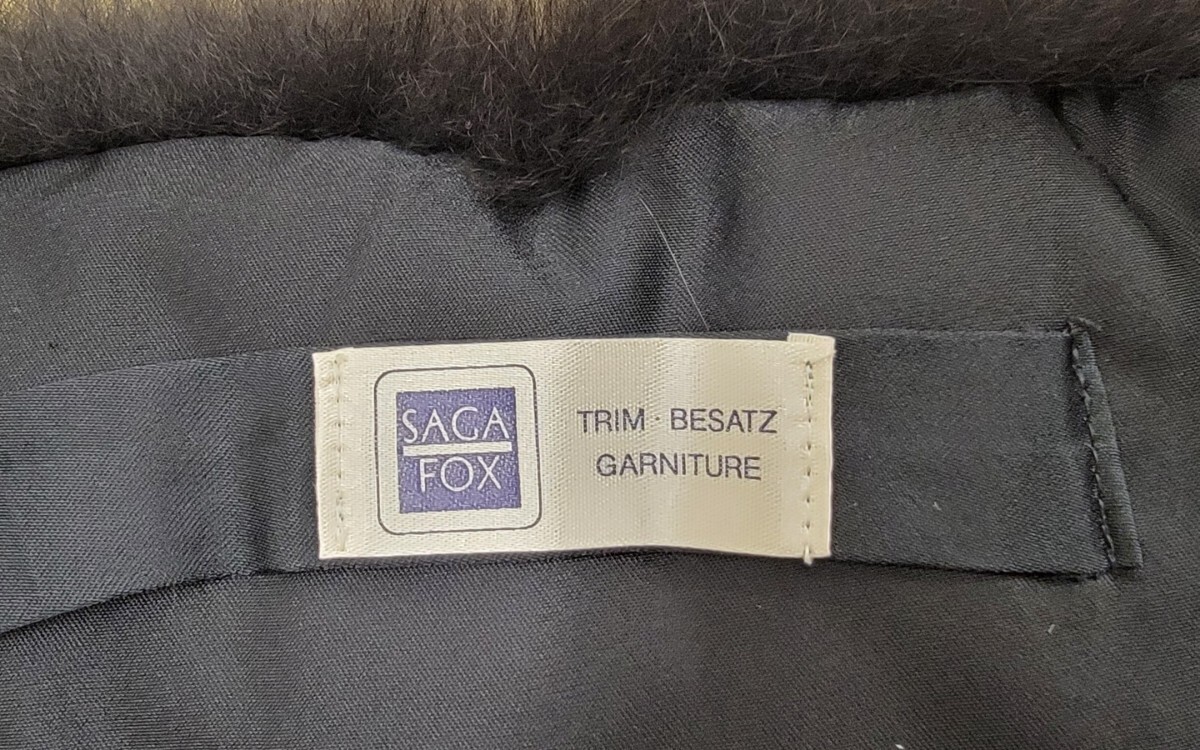 SAGA
FOX
TRIM · BESATZ
GARNITURE